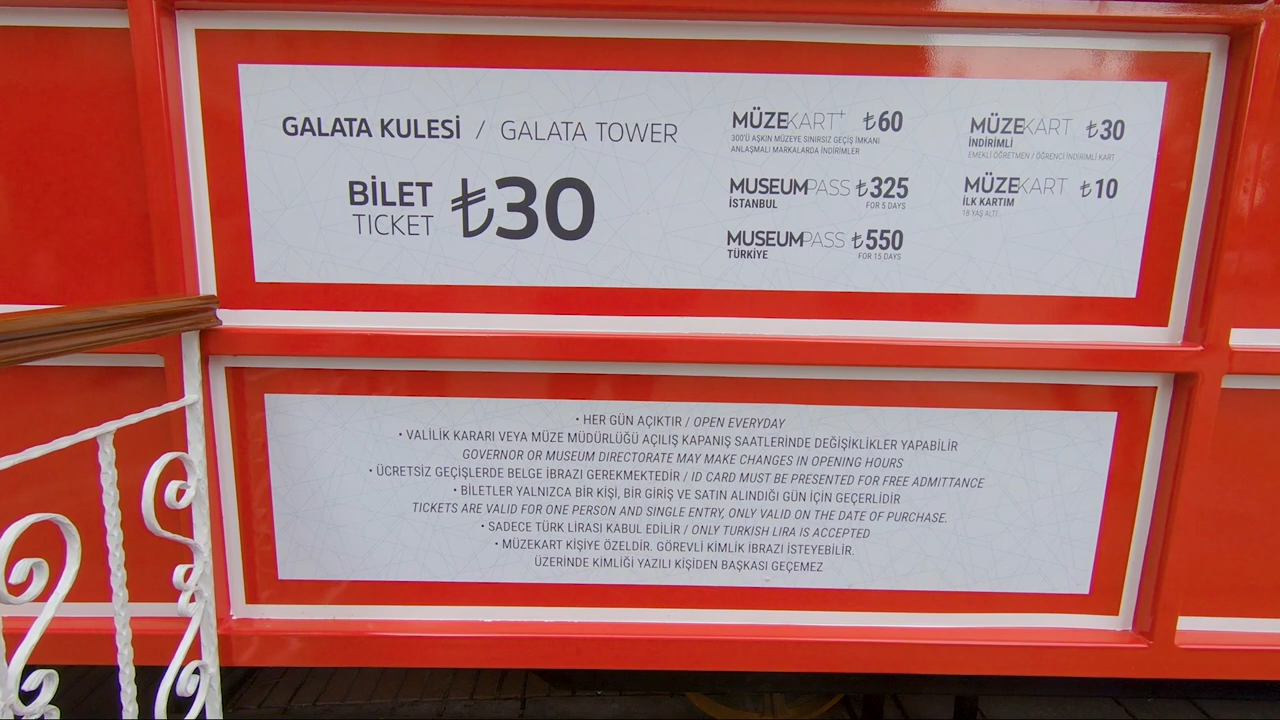 GALATA KULESİ / GALATA TOWER
BİLET
TICKET
₺30
MÜZEKART+ ₺60
300'Ü AŞKIN MÜZEYE SINIRSIZ GEÇİŞ İMKANI
ANLAŞMALI MARKALARDA İNDİRİMLER
MUSEUMPASS ₺325
İSTANBUL FOR 5 DAYS
MUSEUMPASS ₺550
TÜRKİYE FOR 15 DAYS
MÜZEKART ₺30
İNDİRİMLİ
EMEKLİ ÖĞRETMEN / ÖĞRENCİ İNDİRİMLİ KART
MÜZEKART ₺10
İLK KARTIM
18 YAŞ ALTI
• HER GÜN AÇIKTIR / OPEN EVERYDAY
• VALİLİK KARARI VEYA MÜZE MÜDÜRLÜĞÜ AÇILIŞ KAPANIŞ SAATLERİNDE DEĞİŞİKLİKLER YAPABİLİR
GOVERNOR OR MUSEUM DIRECTORATE MAY MAKE CHANGES IN OPENING HOURS
• ÜCRETSİZ GEÇİŞLERDE BELGE İBRAZI GEREKMEKTEDİR / ID CARD MUST BE PRESENTED FOR FREE ADMITTANCE
• BİLETLER YALNIZCA BİR KİŞİ, BİR GİRİŞ VE SATIN ALINDIĞI GÜN İÇİN GEÇERLİDİR
TICKETS ARE VALID FOR ONE PERSON AND SINGLE ENTRY, ONLY VALID ON THE DATE OF PURCHASE.
• SADECE TÜRK LİRASI KABUL EDİLİR / ONLY TURKISH LIRA IS ACCEPTED
• MÜZEKART KİŞİYE ÖZELDİR. GÖREVLİ KİMLİK İBRAZI İSTEYEBİLİR.
ÜZERİNDE KİMLİĞİ YAZILI KİŞİDEN BAŞKASI GEÇEMEZ